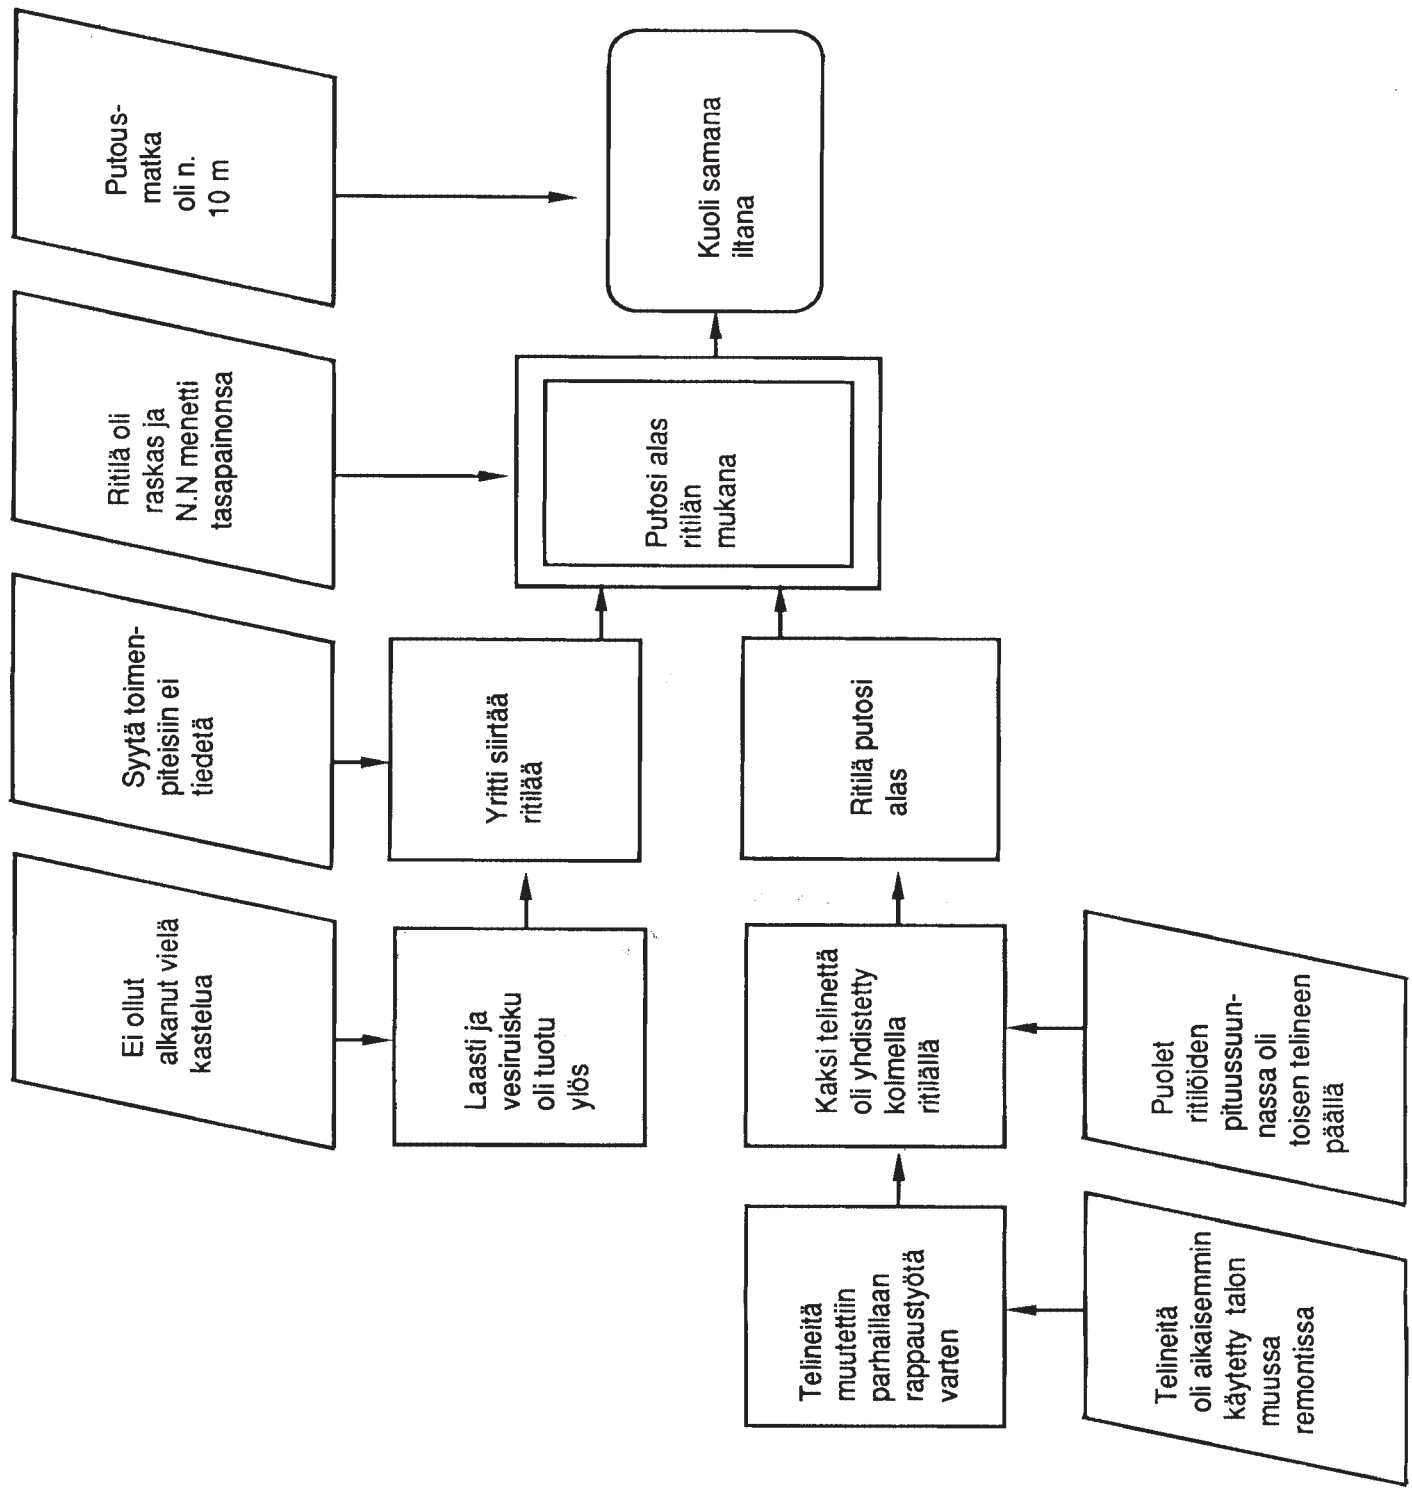 Ei ollut
alkanut vielä
kastelua
Syytä toimen-
piteisiin ei
tiedetä
Ritilä oli
raskas ja
N.N menetti
tasapainonsa
Putous-
matka
oli n.
10 m
Laasti ja
vesiruisku
oli tuotu
ylös
Yritti siirtää
ritilää
Putosi alas
ritilän
mukana
Kuoli samana
iltana
Telineitä
muutettiin
parhaillaan
rappaustyötä
varten
Kaksi telinettä
oli yhdistetty
kolmella
ritilällä
Ritilä putosi
alas
Telineitä
oli aikaisemmin
käytetty talon
muussa
remontissa
Puolet
ritilöiden
pituussuun-
nassa oli
toisen telineen
päällä